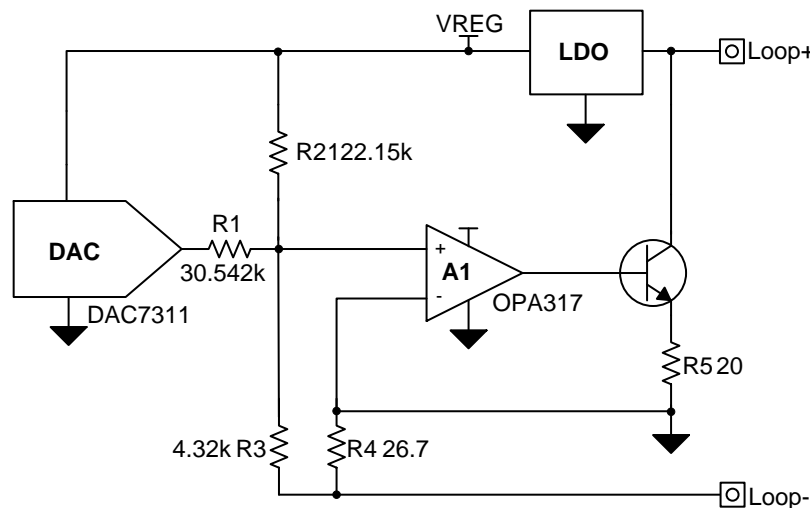 VREG
LDO
Loop+
R2122.15k
R1
DAC
30.542k
+
A1
-
OPA317
DAC7311
R5 20
4.32k R3
R4 26.7
Loop-